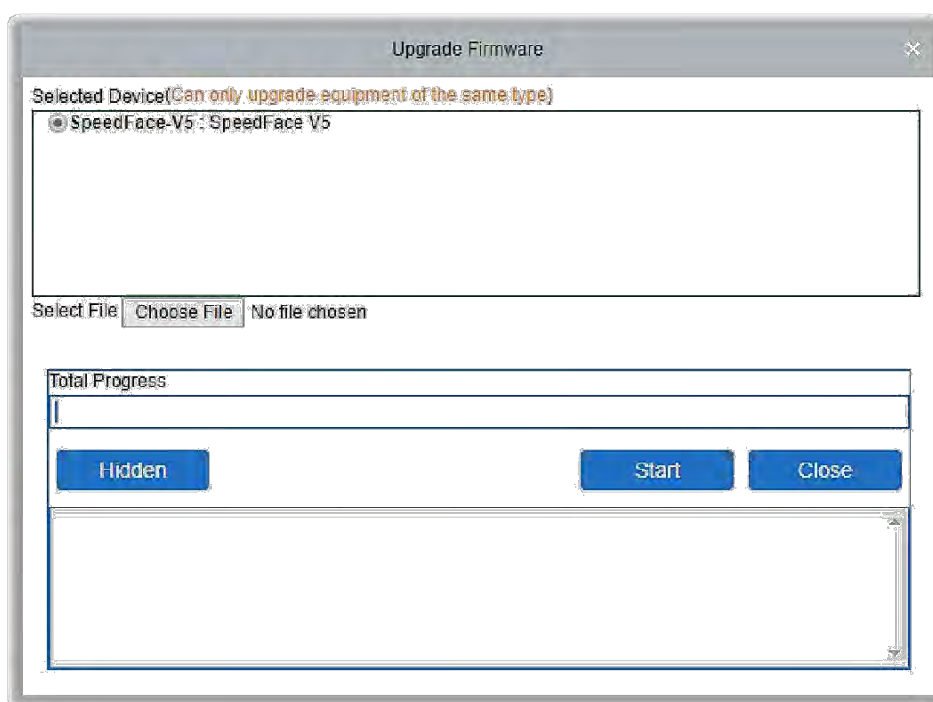 Upgrade Firmware
Selected Device(Can only upgrade equipment of the same type)
SpeedFace-V5 : SpeedFace V5
Select File Choose File No file chosen
Total Progress
Hidden Start Close